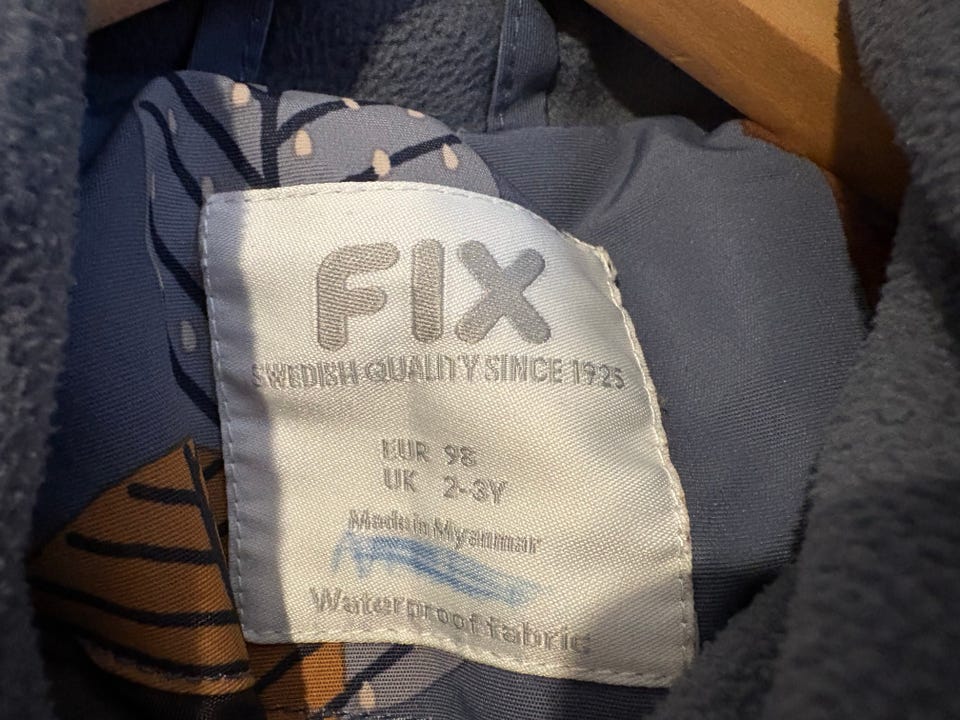 FIX
SWEDISH QUALITY SINCE 1925
EUR 98
UK 2-3Y
Made in Myanmar
Waterproof fabric